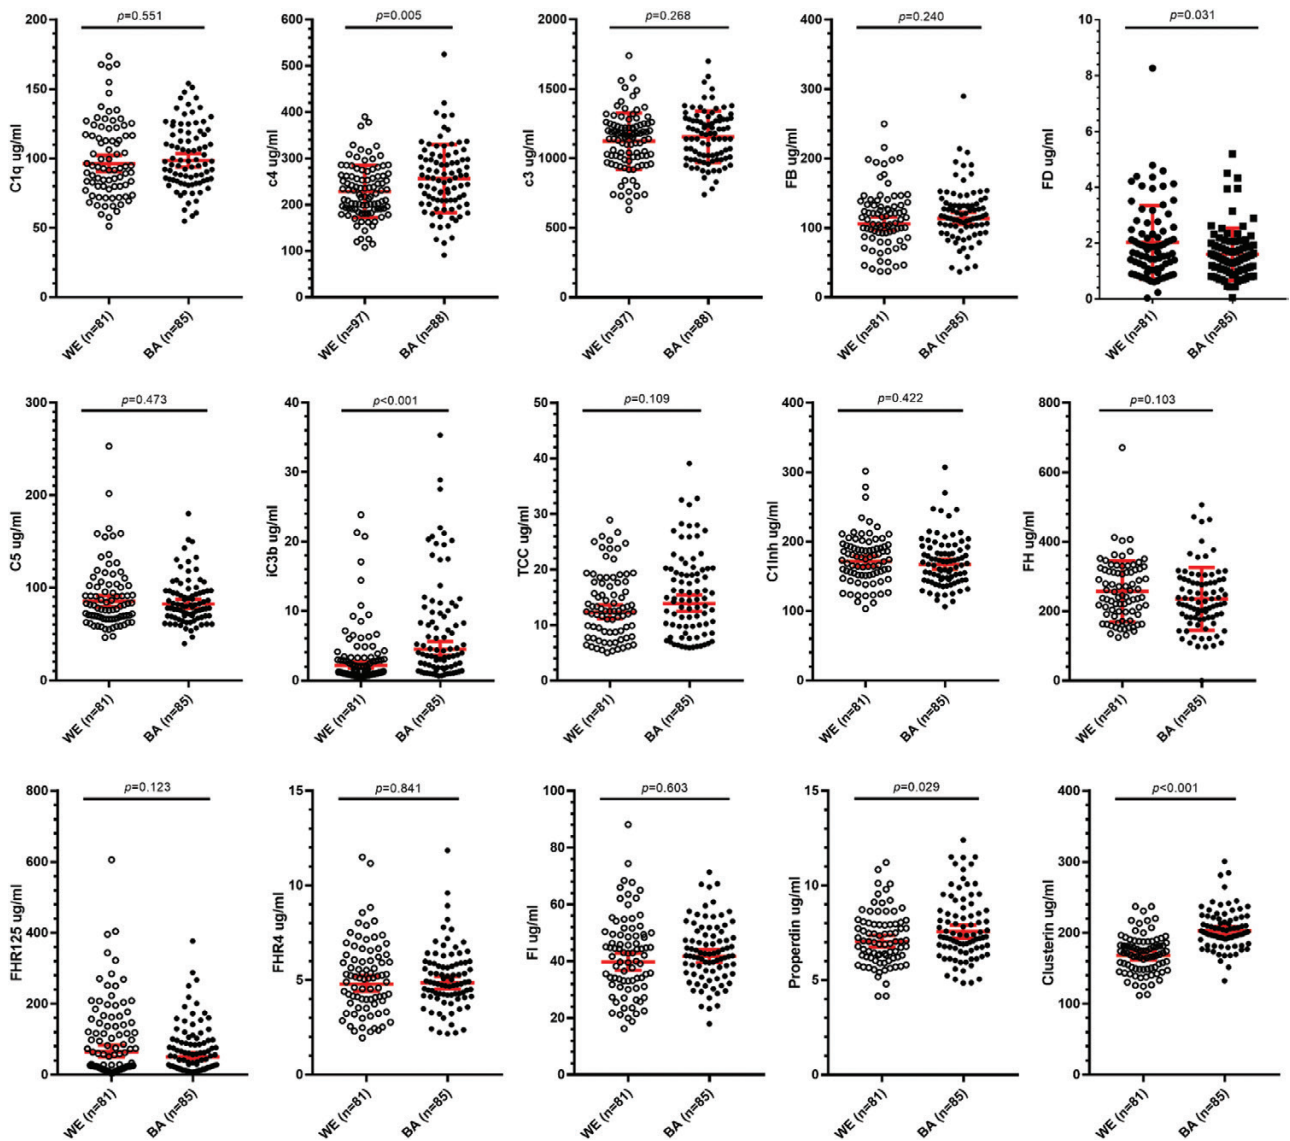 p=0.551
C1q ug/ml
200
150
100
50
0
WE (n=81)
BA (n=85)
p=0.005
c4 ug/ml
600
500
400
300
200
100
0
WE (n=97)
BA (n=88)
p=0.268
c3 ug/ml
2000
1500
1000
500
0
WE (n=97)
BA (n=88)
p=0.240
FB ug/ml
400
300
200
100
0
WE (n=81)
BA (n=85)
p=0.031
FD ug/ml
10
8
6
4
2
0
WE (n=81)
BA (n=85)
p=0.473
C5 ug/ml
300
200
100
0
WE (n=81)
BA (n=85)
p<0.001
iC3b ug/ml
40
30
20
10
0
WE (n=81)
BA (n=85)
p=0.109
TCC ug/ml
50
40
30
20
10
0
WE (n=81)
BA (n=85)
p=0.422
C1Inh ug/ml
400
300
200
100
0
WE (n=81)
BA (n=85)
p=0.103
FH ug/ml
800
600
400
200
0
WE (n=81)
BA (n=85)
p=0.123
FHR125 ug/ml
800
600
400
200
0
WE (n=81)
BA (n=85)
p=0.841
FHR4 ug/ml
15
10
5
0
WE (n=81)
BA (n=85)
p=0.603
FI ug/ml
100
80
60
40
20
0
WE (n=81)
BA (n=85)
p=0.029
Properdin ug/ml
15
10
5
0
WE (n=81)
BA (n=85)
p<0.001
Clusterin ug/ml
400
300
200
100
0
WE (n=81)
BA (n=85)